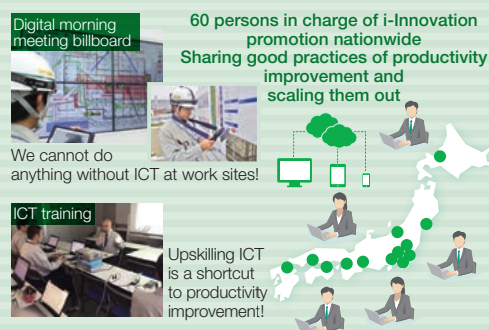 Digital morning
meeting billboard
60 persons in charge of i-Innovation
promotion nationwide
Sharing good practices of productivity
improvement and
scaling them out
We cannot do
anything without ICT at work sites!
ICT training
Upskilling ICT
is a shortcut
to productivity
improvement!